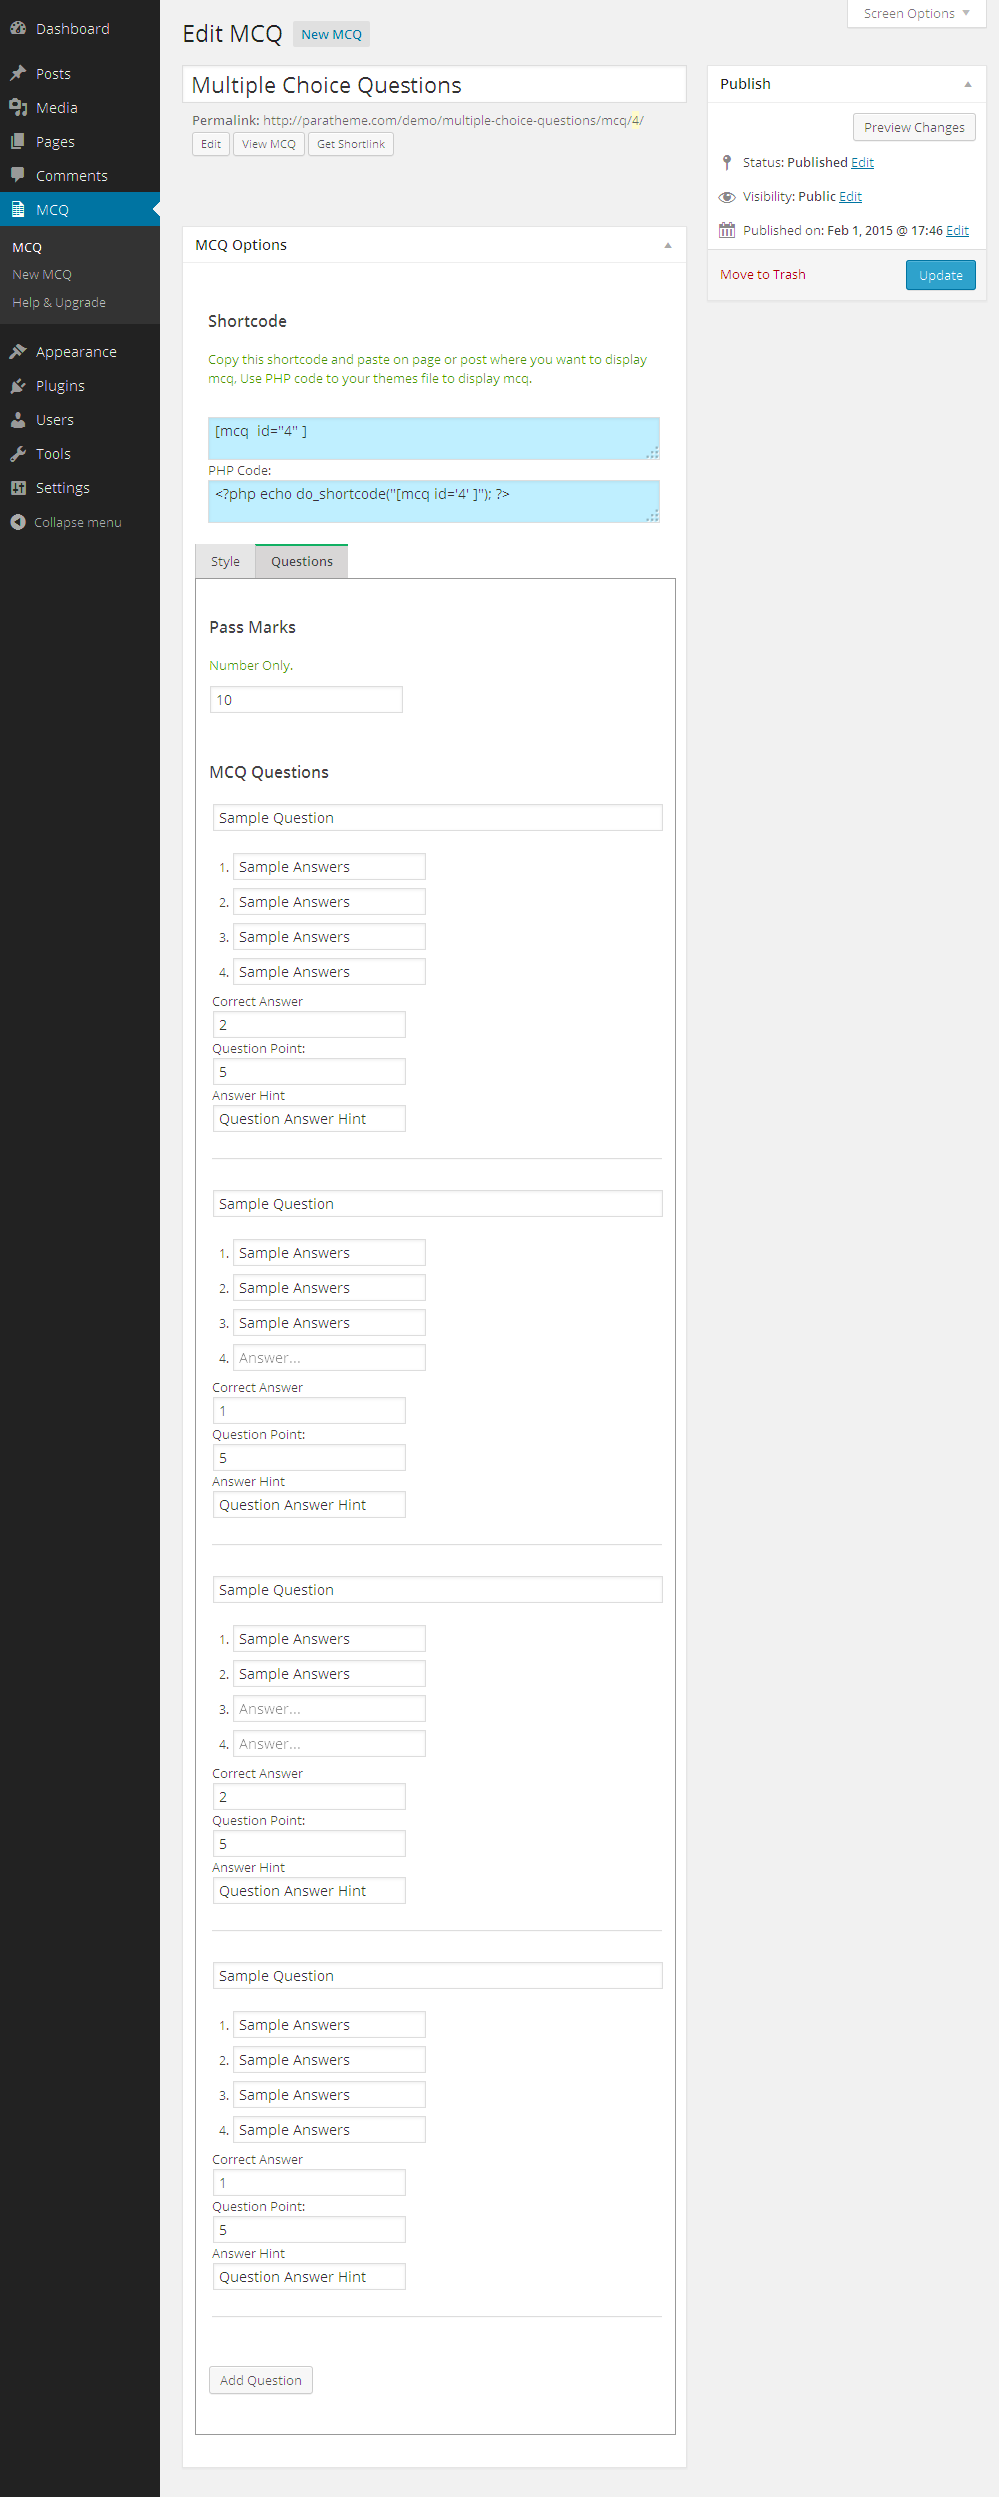 Dashboard
Posts
Media
Pages
Comments
MCQ
MCQ
New MCQ
Help & Upgrade
Appearance
Plugins
Users
Tools
Settings
Collapse menu
Screen Options
Edit MCQ New MCQ
Multiple Choice Questions
Permalink: http://paratheme.com/demo/multiple-choice-questions/mcq/4/
Edit View MCQ Get Shortlink
MCQ Options
Shortcode
Copy this shortcode and paste on page or post where you want to display
mcq. Use PHP code to your themes file to display mcq.
[mcq  id="4" ]
PHP Code:
<?php echo do_shortcode("[mcq id='4' ]"); ?>
Style Questions
Pass Marks
Number Only.
10
MCQ Questions
Sample Question
1. Sample Answers
2. Sample Answers
3. Sample Answers
4. Sample Answers
Correct Answer
2
Question Point:
5
Answer Hint
Question Answer Hint
Sample Question
1. Sample Answers
2. Sample Answers
3. Sample Answers
4. Answer...
Correct Answer
1
Question Point:
5
Answer Hint
Question Answer Hint
Sample Question
1. Sample Answers
2. Sample Answers
3. Answer...
4. Answer...
Correct Answer
2
Question Point:
5
Answer Hint
Question Answer Hint
Sample Question
1. Sample Answers
2. Sample Answers
3. Sample Answers
4. Sample Answers
Correct Answer
1
Question Point:
5
Answer Hint
Question Answer Hint
Add Question
Publish
Preview Changes
Status: Published Edit
Visibility: Public Edit
Published on: Feb 1, 2015 @ 17:46 Edit
Move to Trash Update